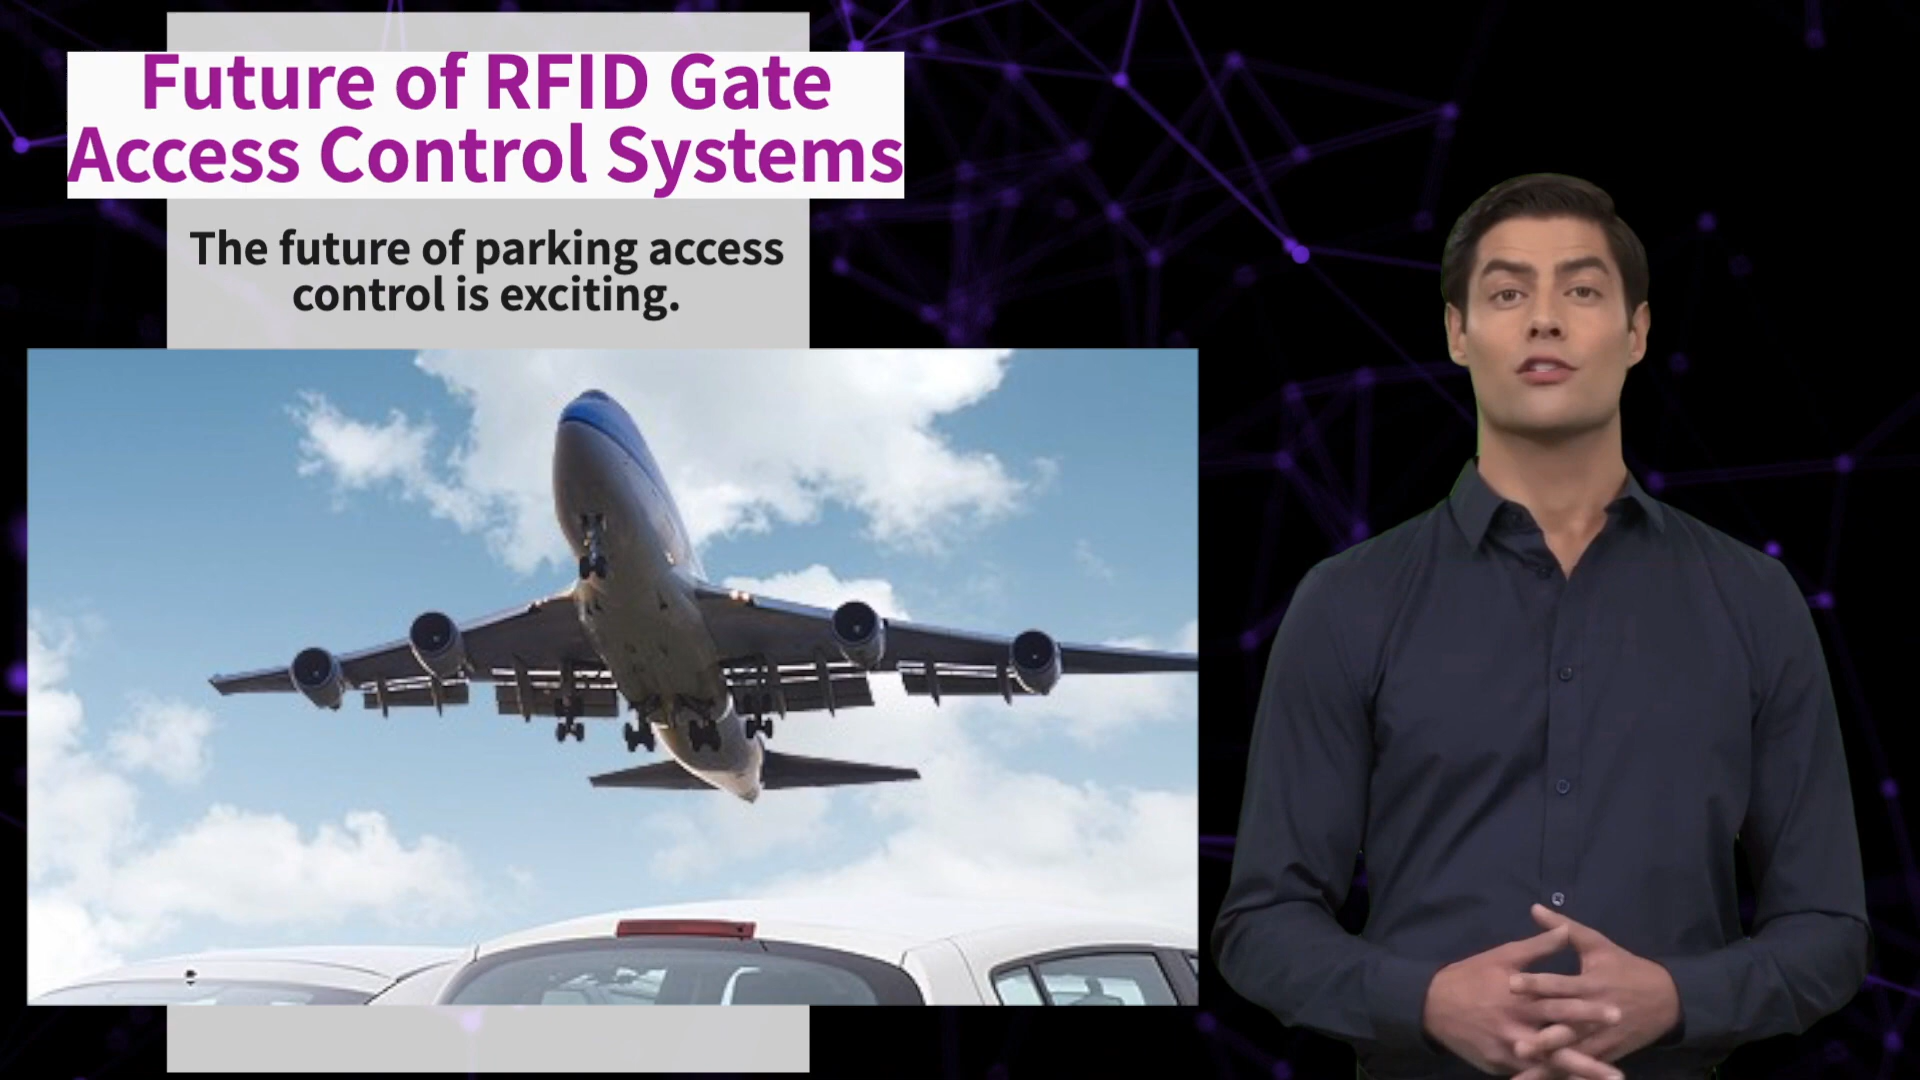 Future of RFID Gate
Access Control Systems
The future of parking access
control is exciting.